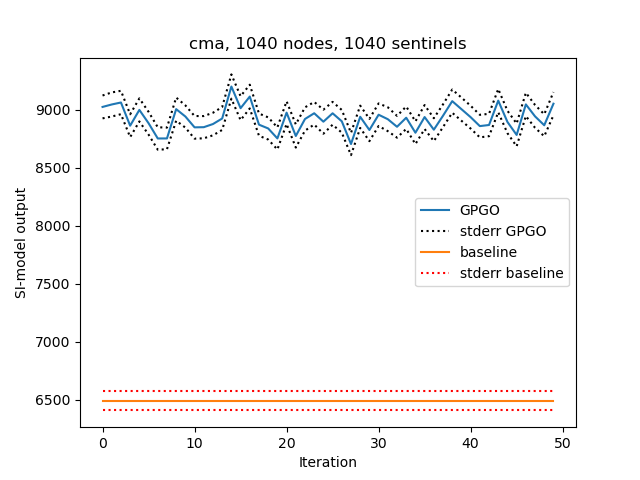 cma, 1040 nodes, 1040 sentinels
SI-model output
9000
8500
8000
7500
7000
6500
GPGO
stderr GPGO
baseline
stderr baseline
0 10 20 30 40 50
Iteration